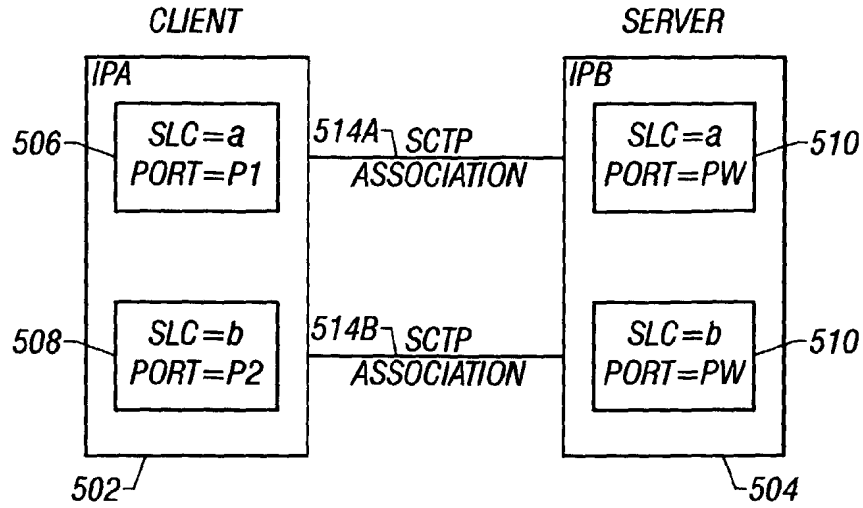 CLIENT
SERVER
IPA
IPB
506
SLC=a
PORT=P1
514A
SCTP
ASSOCIATION
SLC=a
PORT=PW
510
508
SLC=b
PORT=P2
514B
SCTP
ASSOCIATION
SLC=b
PORT=PW
510
502
504